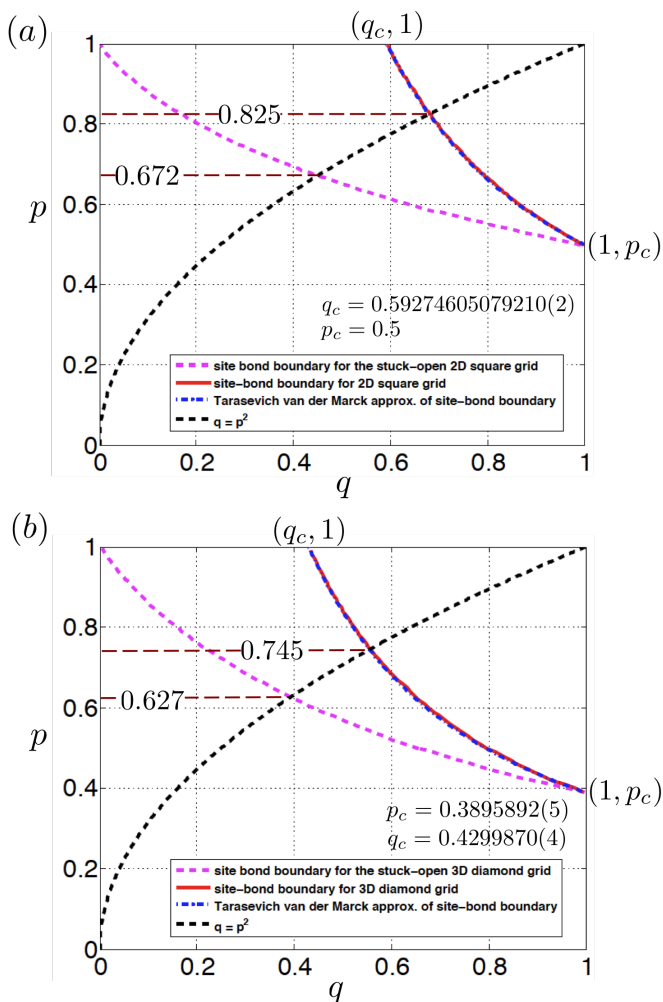 (a)
(q_c, 1)
1
0.8
0.6
0.4
0.2
0
p
0.825
0.672
(1, p_c)
q_c = 0.59274605079210(2)
p_c = 0.5
site bond boundary for the stuck-open 2D square grid
site-bond boundary for 2D square grid
Tarasevich van der Marck approx. of site-bond boundary
q = p²
0 0.2 0.4 0.6 0.8 1
q
(b)
(q_c, 1)
1
0.8
0.6
0.4
0.2
0
p
0.745
0.627
(1, p_c)
p_c = 0.3895892(5)
q_c = 0.4299870(4)
site bond boundary for the stuck-open 3D diamond grid
site-bond boundary for 3D diamond grid
Tarasevich van der Marck approx. of site-bond boundary
q = p²
0 0.2 0.4 0.6 0.8 1
q